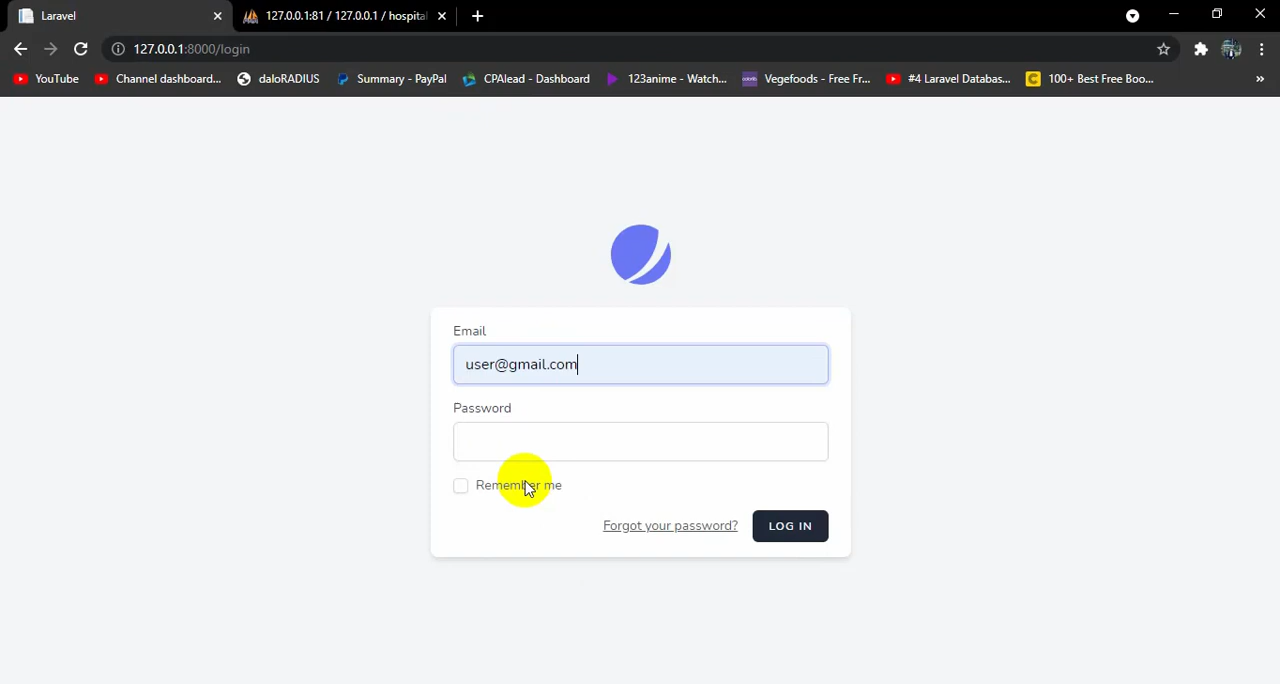 Laravel
127.0.0.1:81 / 127.0.0.1 / hospital
127.0.0.1:8000/login
YouTube Channel dashboard... daloRADIUS Summary - PayPal CPAlead - Dashboard 123anime - Watch... Vegefoods - Free Fr... #4 Laravel Databas... 100+ Best Free Boo... »
Email
user@gmail.com
Password
Remember me
Forgot your password? LOG IN